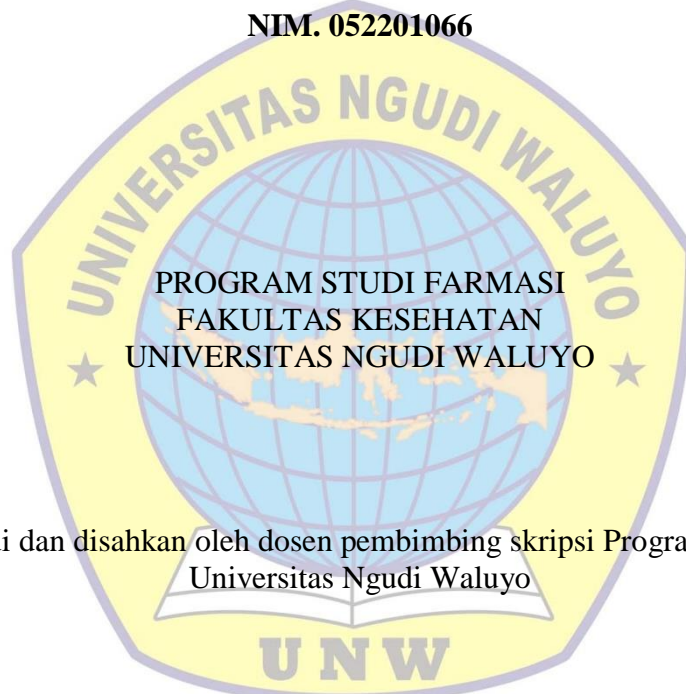 NIM. 052201066
UNIVERSITAS NGUDI WALUYO
PROGRAM STUDI FARMASI
FAKULTAS KESEHATAN
UNIVERSITAS NGUDI WALUYO
dan disahkan oleh dosen pembimbing skripsi
Universitas Ngudi Waluyo
UNW